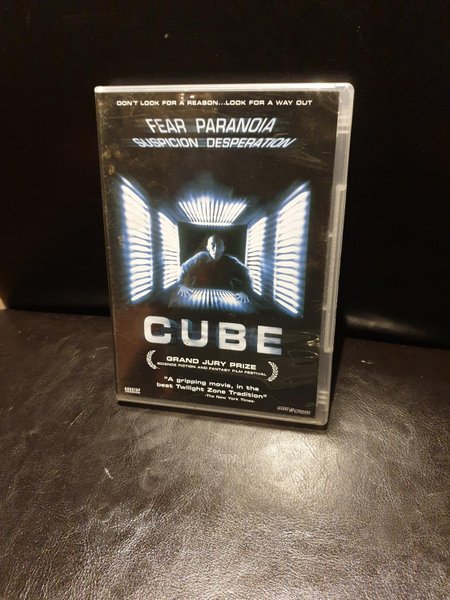 DON'T LOOK FOR A REASON...LOOK FOR A WAY OUT
FEAR PARANOIA
SUSPICION DESPERATION
CUBE
GRAND JURY PRIZE
SCIENCE FICTION AND FANTASY FILM FESTIVAL
"A gripping movie, in the
best Twilight Zone Tradition"
-The New York Times-